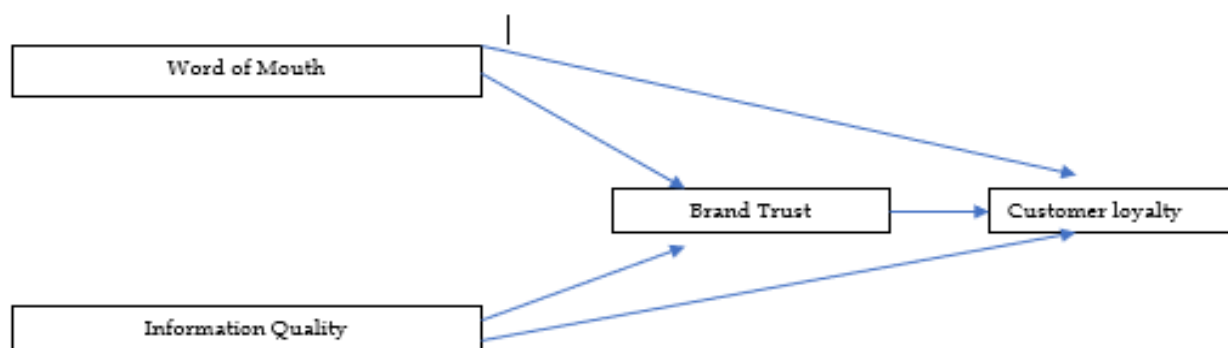 Word of Mouth
Brand Trust
Customer loyalty
Information Quality